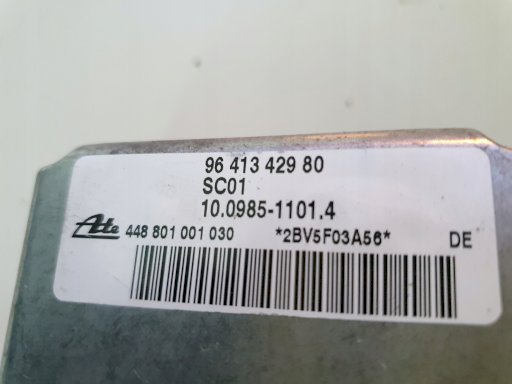 96 413 429 80
SC01
10.0985-1101.4
Ate 448 801 001 030 *2BV5F03A56* DE